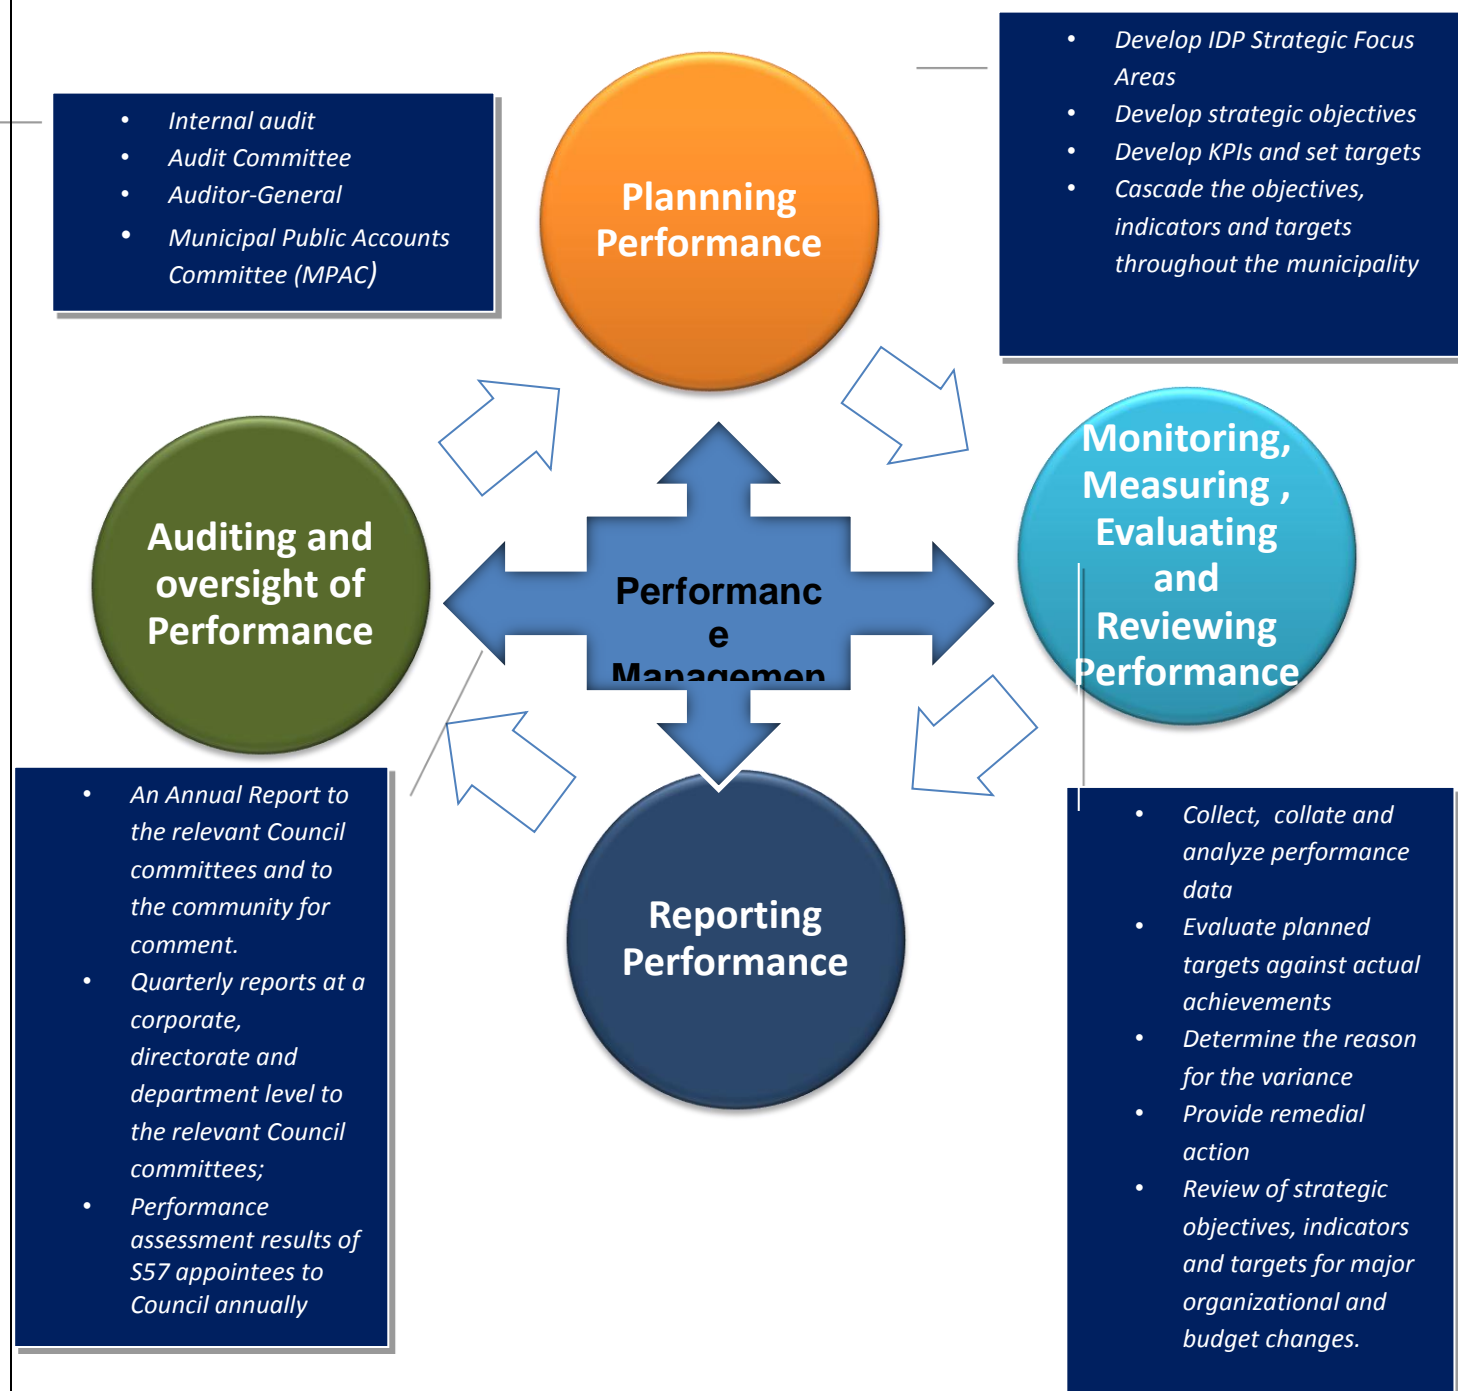 • Internal audit
• Audit Committee
• Auditor-General
• Municipal Public Accounts
Committee (MPAC)
Plannning
Performance
• Develop IDP Strategic Focus
Areas
• Develop strategic objectives
• Develop KPIs and set targets
• Cascade the objectives,
indicators and targets
throughout the municipality
Auditing and
oversight of
Performance
Performanc
e
Managemen
Monitoring,
Measuring ,
Evaluating
and
Reviewing
Performance
Reporting
Performance
• An Annual Report to
the relevant Council
committees and to
the community for
comment.
• Quarterly reports at a
corporate,
directorate and
department level to
the relevant Council
committees;
• Performance
assessment results of
S57 appointees to
Council annually
• Collect, collate and
analyze performance
data
• Evaluate planned
targets against actual
achievements
• Determine the reason
for the variance
• Provide remedial
action
• Review of strategic
objectives, indicators
and targets for major
organizational and
budget changes.